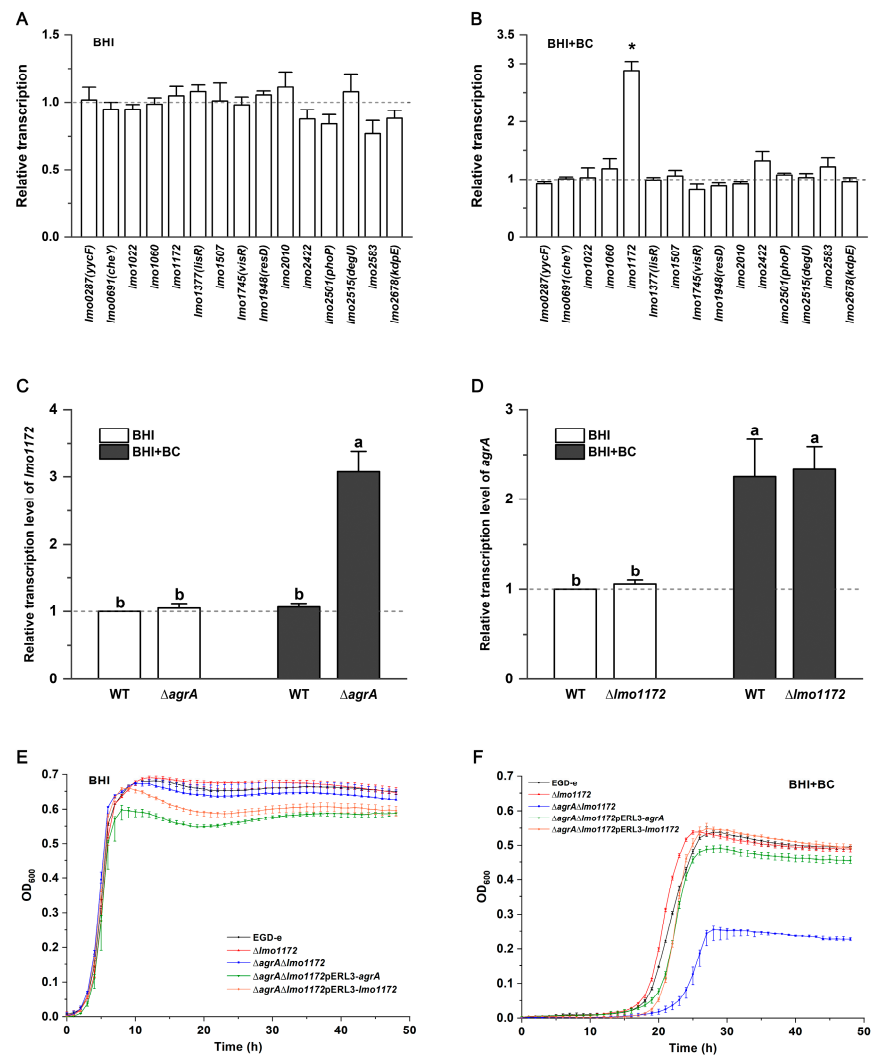 A
BHI
Relative transcription
1.5
1.0
0.5
0.0
lmo0287(yycF)
lmo0691(cheY)
lmo1022
lmo1060
lmo1172
lmo1377(lisR)
lmo1507
lmo1745(visR)
lmo1948(resD)
lmo2010
lmo2422
lmo2501(phoP)
lmo2515(degU)
lmo2583
lmo2678(kdpE)
B
BHI+BC
Relative transcription
3.5
3
2
1
0
*
lmo0287(yycF)
lmo0691(cheY)
lmo1022
lmo1060
lmo1172
lmo1377(lisR)
lmo1507
lmo1745(visR)
lmo1948(resD)
lmo2010
lmo2422
lmo2501(phoP)
lmo2515(degU)
lmo2583
lmo2678(kdpE)
C
Relative transcription level of lmo1172
4
3
2
1
0
BHI
BHI+BC
b
b
b
a
WT
ΔagrA
WT
ΔagrA
D
Relative transcription level of agrA
3
2
1
0
BHI
BHI+BC
b
b
a
a
WT
Δlmo1172
WT
Δlmo1172
E
BHI
OD600
0.7
0.6
0.5
0.4
0.3
0.2
0.1
0.0
EGD-e
Δlmo1172
ΔagrAΔlmo1172
ΔagrAΔlmo1172pERL3-agrA
ΔagrAΔlmo1172pERL3-lmo1172
0 10 20 30 40 50
Time (h)
F
BHI+BC
OD600
0.7
0.6
0.5
0.4
0.3
0.2
0.1
0.0
EGD-e
Δlmo1172
ΔagrAΔlmo1172
ΔagrAΔlmo1172pERL3-agrA
ΔagrAΔlmo1172pERL3-lmo1172
0 10 20 30 40 50
Time (h)